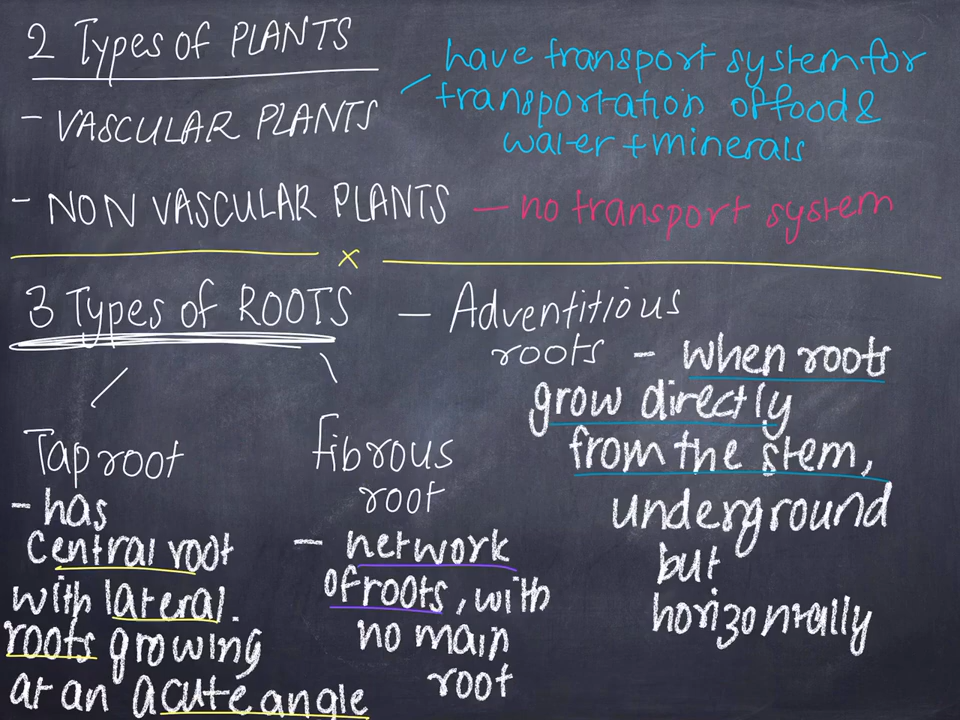 2 Types of PLANTS
- VASCULAR PLANTS
have transport system for
transportation of food &
water + minerals
- NON VASCULAR PLANTS — no transport system
x
3 Types of ROOTS — Adventitious
roots - when roots
grow directly
from the stem,
underground
but
horizontally
Tap root
- has
central root
with lateral.
roots growing
at an acute angle
fibrous
root
- network
of roots, with
no main
root